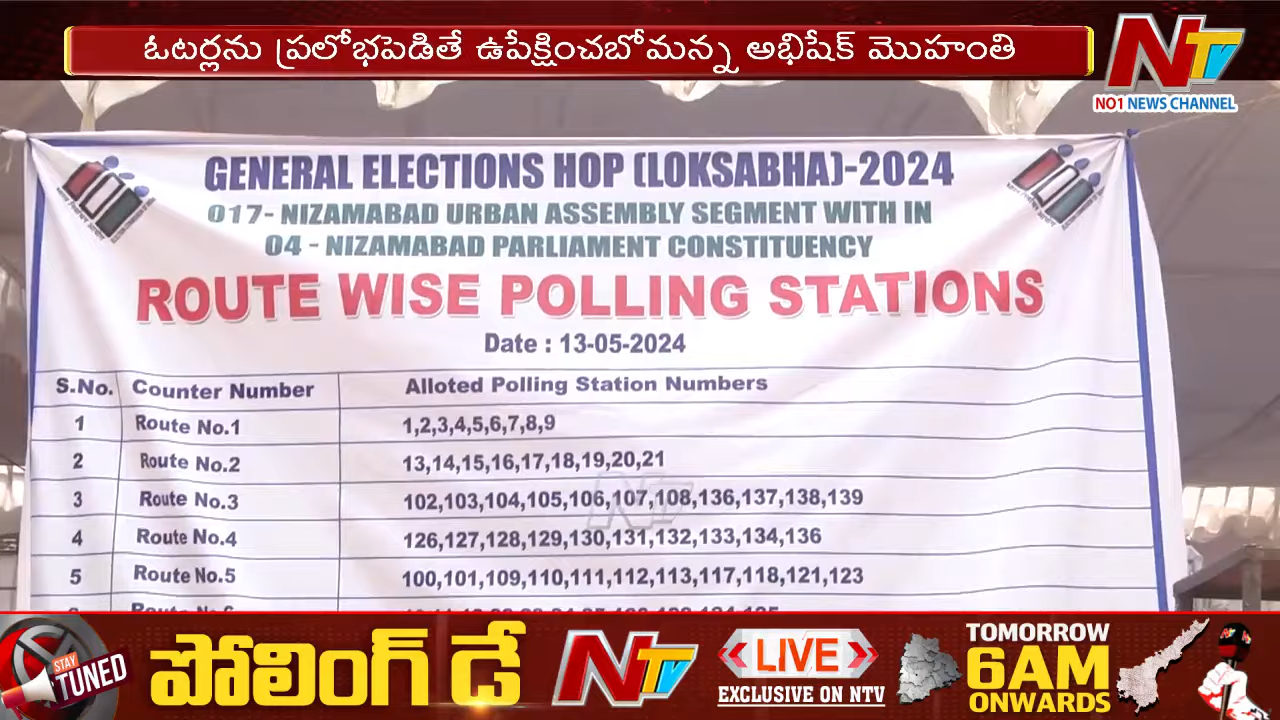 ఓటర్లను ప్రలోభపెడితే ఉపేక్షించబోమన్న అభిషేక్ మొహంతి
NTV
NO1 NEWS CHANNEL
GENERAL ELECTIONS HOP (LOKSABHA)-2024
017- NIZAMABAD URBAN ASSEMBLY SEGMENT WITH IN
04 - NIZAMABAD PARLIAMENT CONSTITUENCY
ROUTE WISE POLLING STATIONS
Date : 13-05-2024
S.No. Counter Number Alloted Polling Station Numbers
1 Route No.1 1,2,3,4,5,6,7,8,9
2 Route No.2 13,14,15,16,17,18,19,20,21
3 Route No.3 102,103,104,105,106,107,108,136,137,138,139
4 Route No.4 126,127,128,129,130,131,132,133,134,136
5 Route No.5 100,101,109,110,111,112,113,117,118,121,123
Route No.6
STAY TUNED
పోలింగ్ డే
NTV
LIVE
EXCLUSIVE ON NTV
TOMORROW
6AM
ONWARDS